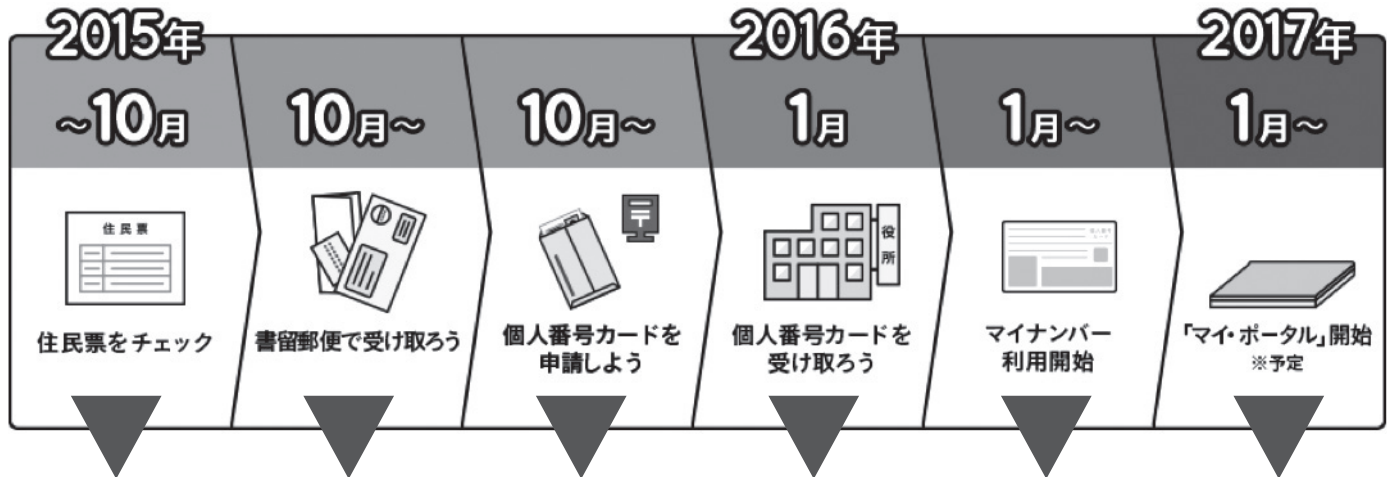 2015年
2016年
2017年
～10月
10月～
10月～
1月
1月～
1月～
住民票
〒
役所
住民票をチェック
書留郵便で受け取ろう
個人番号カードを
申請しよう
個人番号カードを
受け取ろう
マイナンバー
利用開始
「マイ・ポータル」開始
※予定